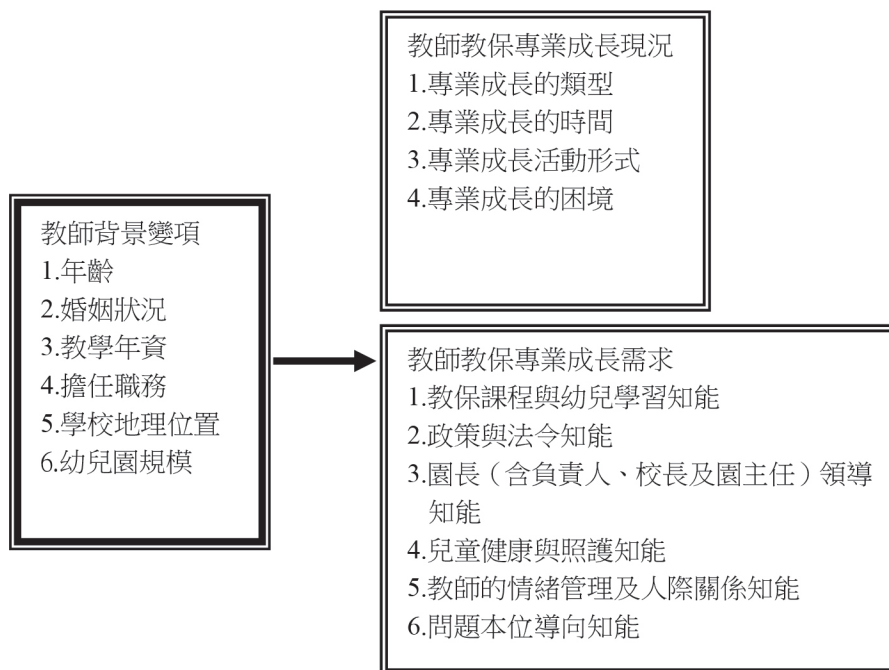 教師教保專業成長現況
1.專業成長的類型
2.專業成長的時間
3.專業成長活動形式
4.專業成長的困境
教師背景變項
1.年齡
2.婚姻狀況
3.教學年資
4.擔任職務
5.學校地理位置
6.幼兒園規模
教師教保專業成長需求
1.教保課程與幼兒學習知能
2.政策與法令知能
3.園長（含負責人、校長及園主任）領導
知能
4.兒童健康與照護知能
5.教師的情緒管理及人際關係知能
6.問題本位導向知能